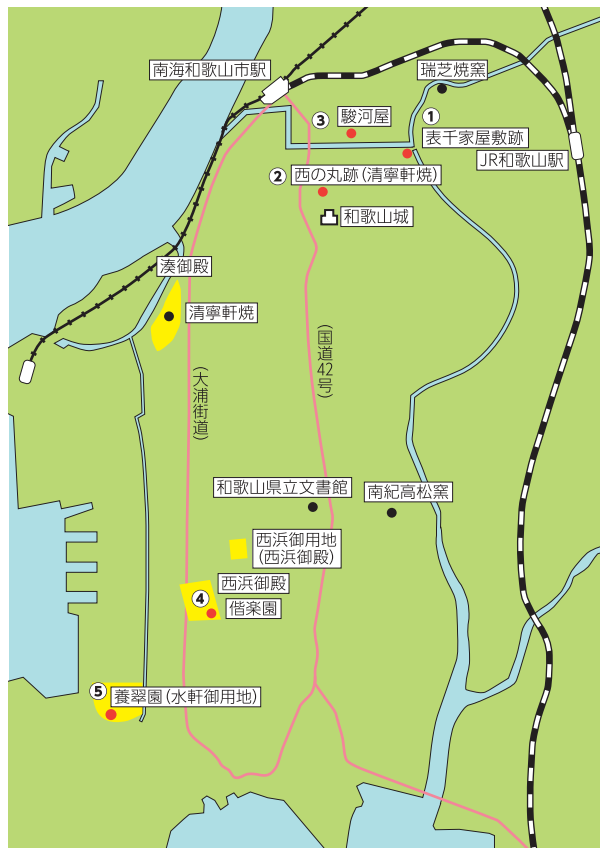 南海和歌山市駅
瑞芝焼窯
③
駿河屋
①
表千家屋敷跡
JR和歌山駅
②
西の丸跡(清寧軒焼)
和歌山城
湊御殿
清寧軒焼
(国道42号)
(大浦街道)
和歌山県立文書館
南紀高松窯
西浜御用地
(西浜御殿)
西浜御殿
④
偕楽園
⑤
養翠園(水軒御用地)